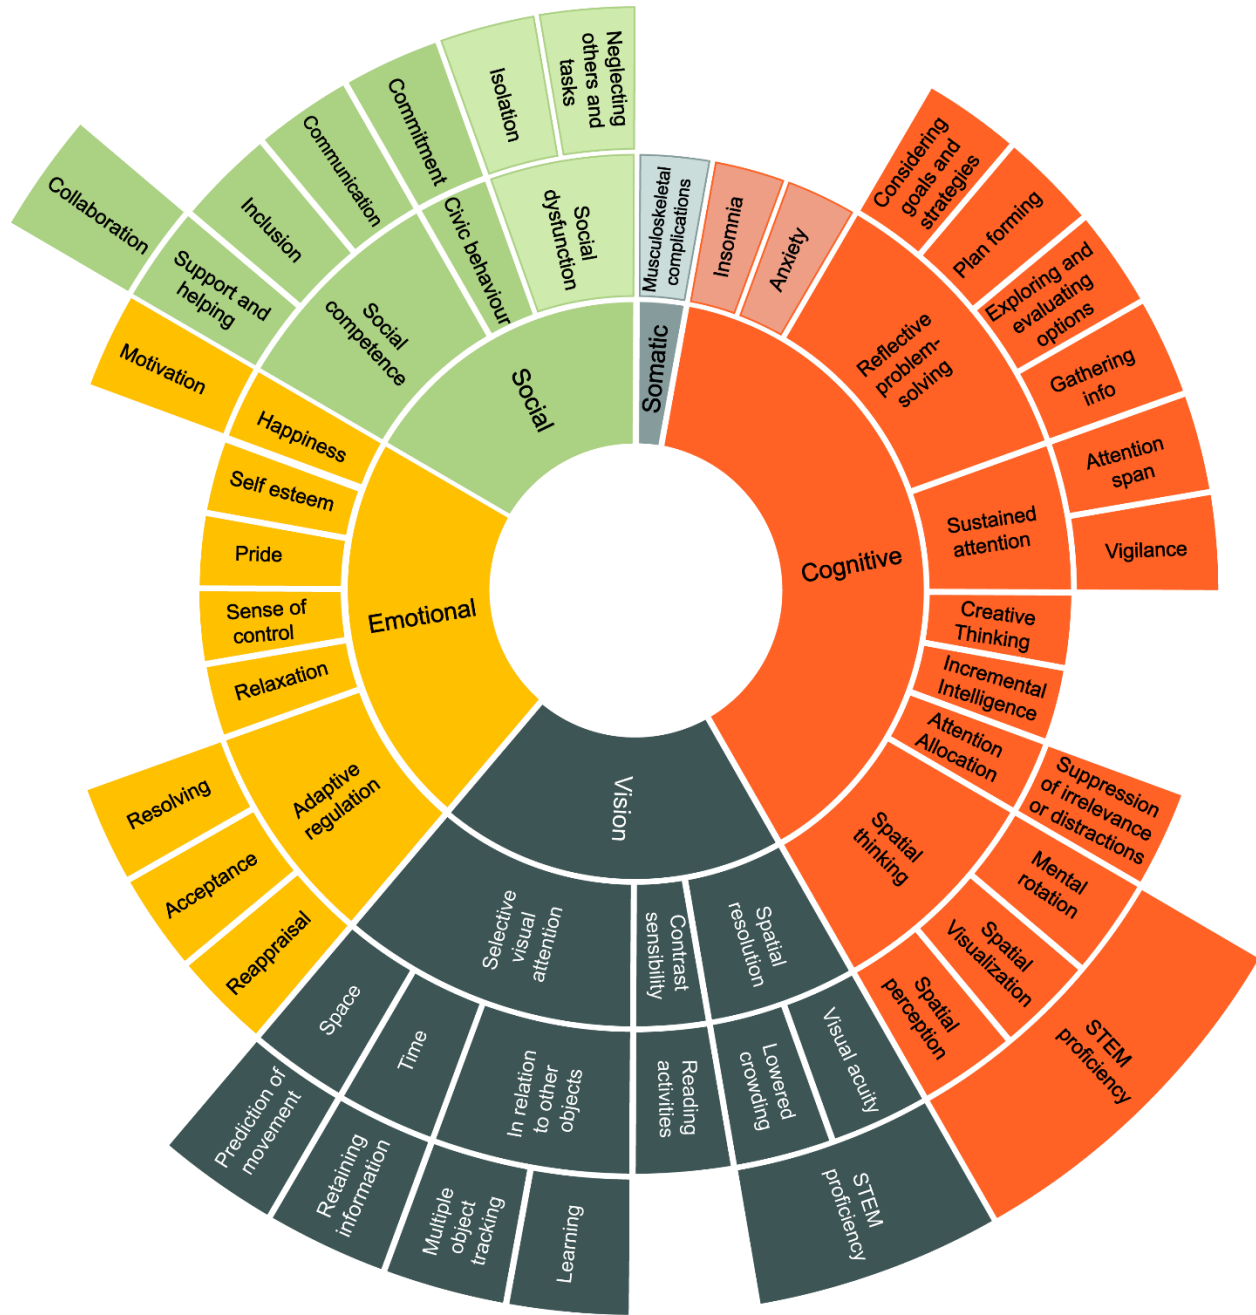 Somatic
Musculoskeletal
complications
Cognitive
Insomnia
Anxiety
Reflective
problem-
solving
Considering
goals and
strategies
Plan forming
Exploring and
evaluating
options
Gathering
info
Sustained
attention
Attention
span
Vigilance
Creative
Thinking
Incremental
Intelligence
Attention
Allocation
Suppression
of irrelevance
or distractions
Spatial
thinking
Mental
rotation
Spatial
Visualization
Spatial
perception
STEM
proficiency
Vision
Spatial
resolution
Visual acuity
Lowered
crowding
STEM
proficiency
Contrast
sensibility
Reading
activities
Selective
visual
attention
In relation
to other
objects
Learning
Multiple
object
tracking
Time
Retaining
information
Space
Prediction of
movement
Emotional
Adaptive
regulation
Reappraisal
Acceptance
Resolving
Relaxation
Sense of
control
Pride
Self esteem
Happiness
Motivation
Social
Social
competence
Support and
helping
Collaboration
Inclusion
Communication
Civic behaviour
Commitment
Social
dysfunction
Isolation
Neglecting
others and
tasks